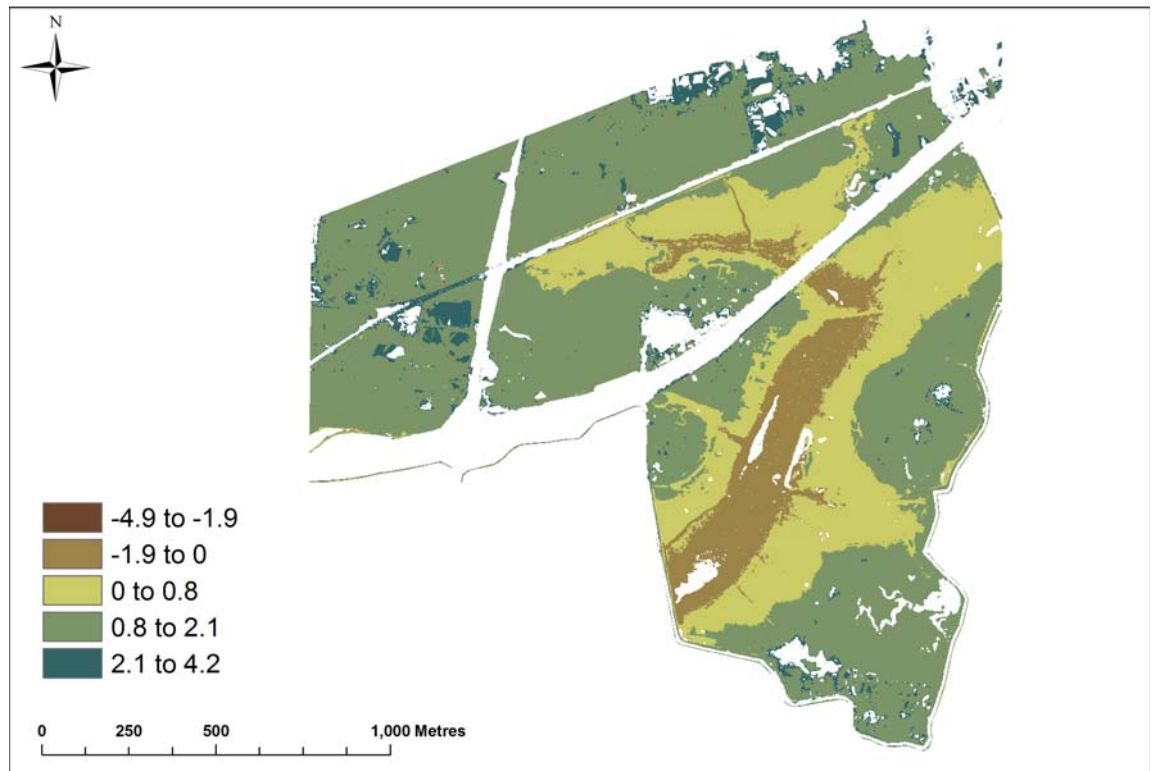 N
-4.9 to -1.9
-1.9 to 0
0 to 0.8
0.8 to 2.1
2.1 to 4.2
0 250 500 1,000 Metres